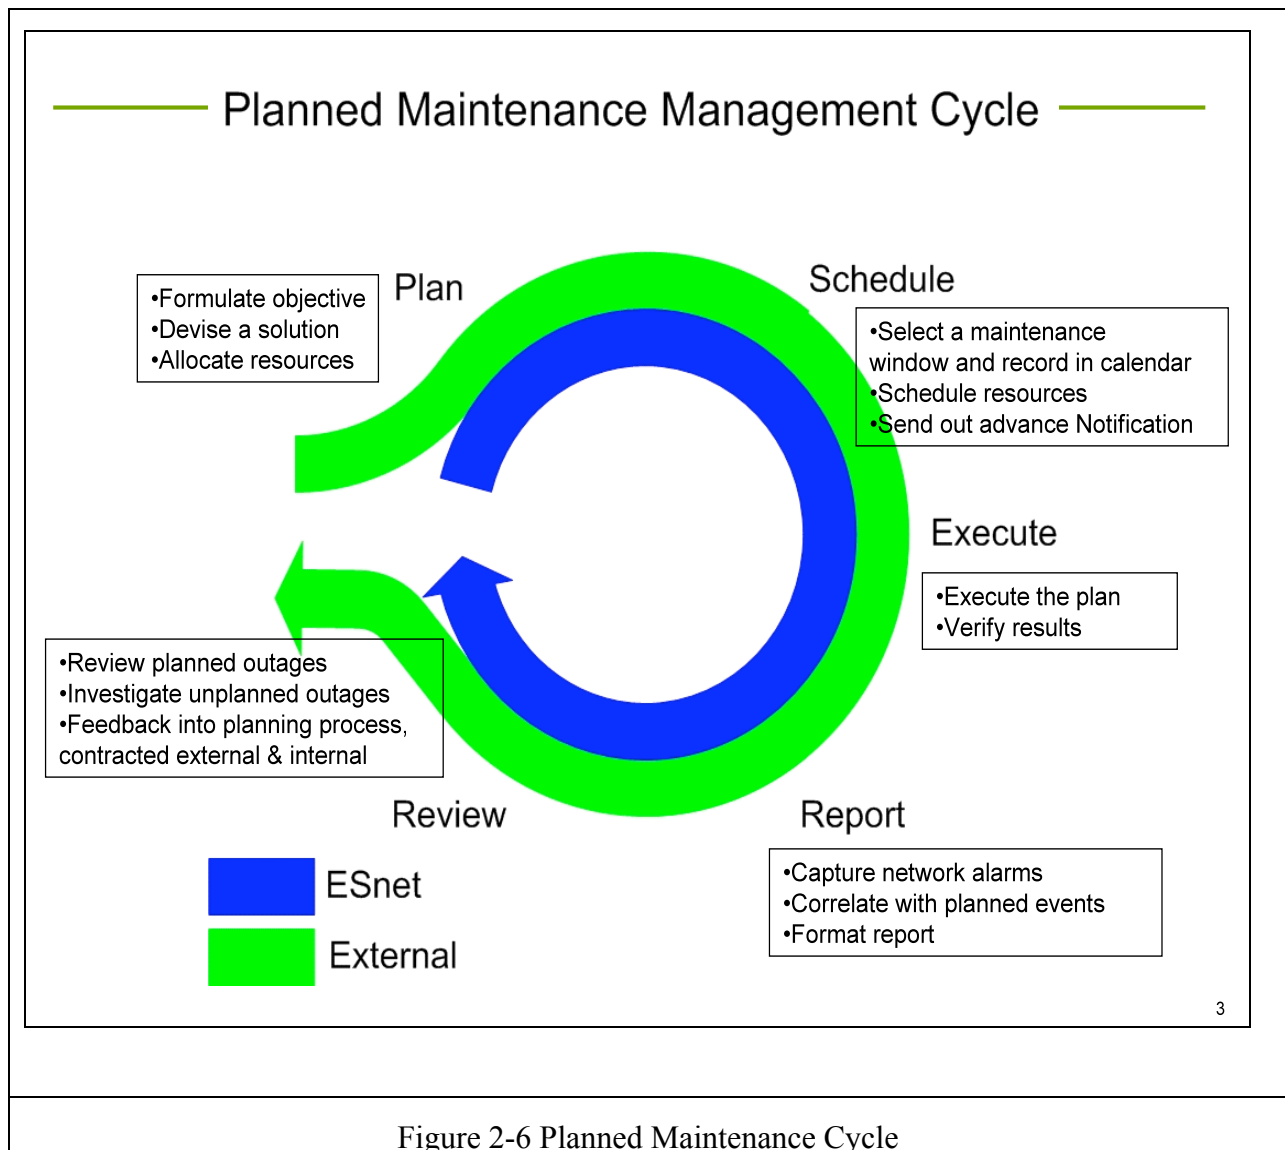 Planned Maintenance Management Cycle
Plan
•Formulate objective
•Devise a solution
•Allocate resources
Schedule
•Select a maintenance
window and record in calendar
•Schedule resources
•Send out advance Notification
Execute
•Execute the plan
•Verify results
•Review planned outages
•Investigate unplanned outages
•Feedback into planning process,
contracted external & internal
Review
Report
•Capture network alarms
•Correlate with planned events
•Format report
ESnet
External
3
Figure 2-6 Planned Maintenance Cycle